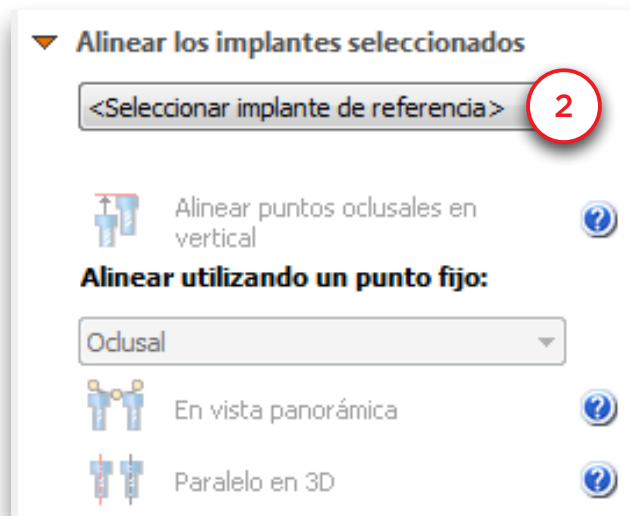 Alinear los implantes seleccionados
<Seleccionar implante de referencia>
2
Alinear puntos oclusales en
vertical
?
Alinear utilizando un punto fijo:
Oclusal
En vista panorámica
?
Paralelo en 3D
?